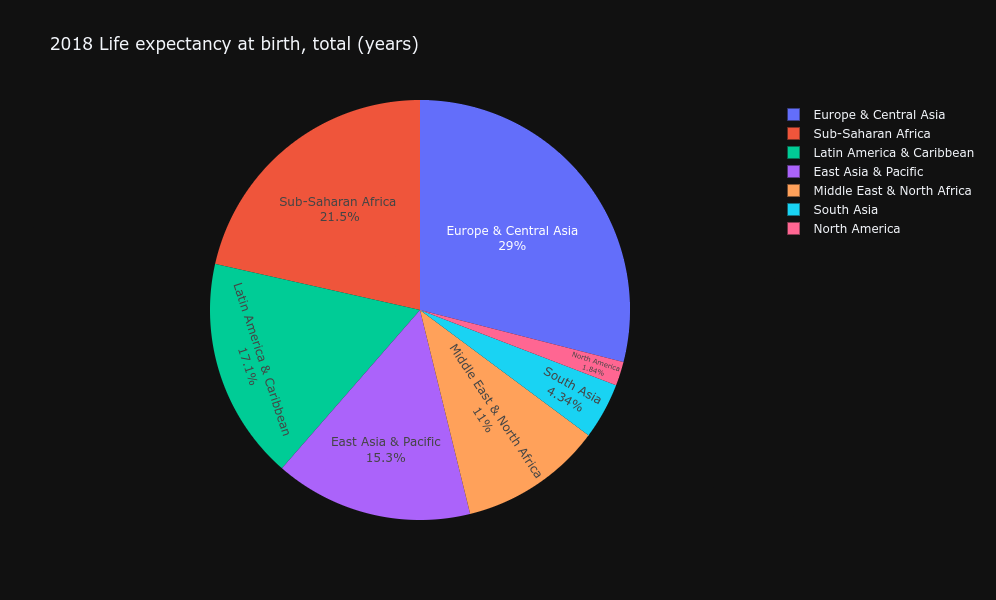 2018 Life expectancy at birth, total (years)
Europe & Central Asia
29%
Sub-Saharan Africa
21.5%
Latin America & Caribbean
17.1%
East Asia & Pacific
15.3%
Middle East & North Africa
11%
South Asia
4.34%
North America
1.84%
Europe & Central Asia
Sub-Saharan Africa
Latin America & Caribbean
East Asia & Pacific
Middle East & North Africa
South Asia
North America